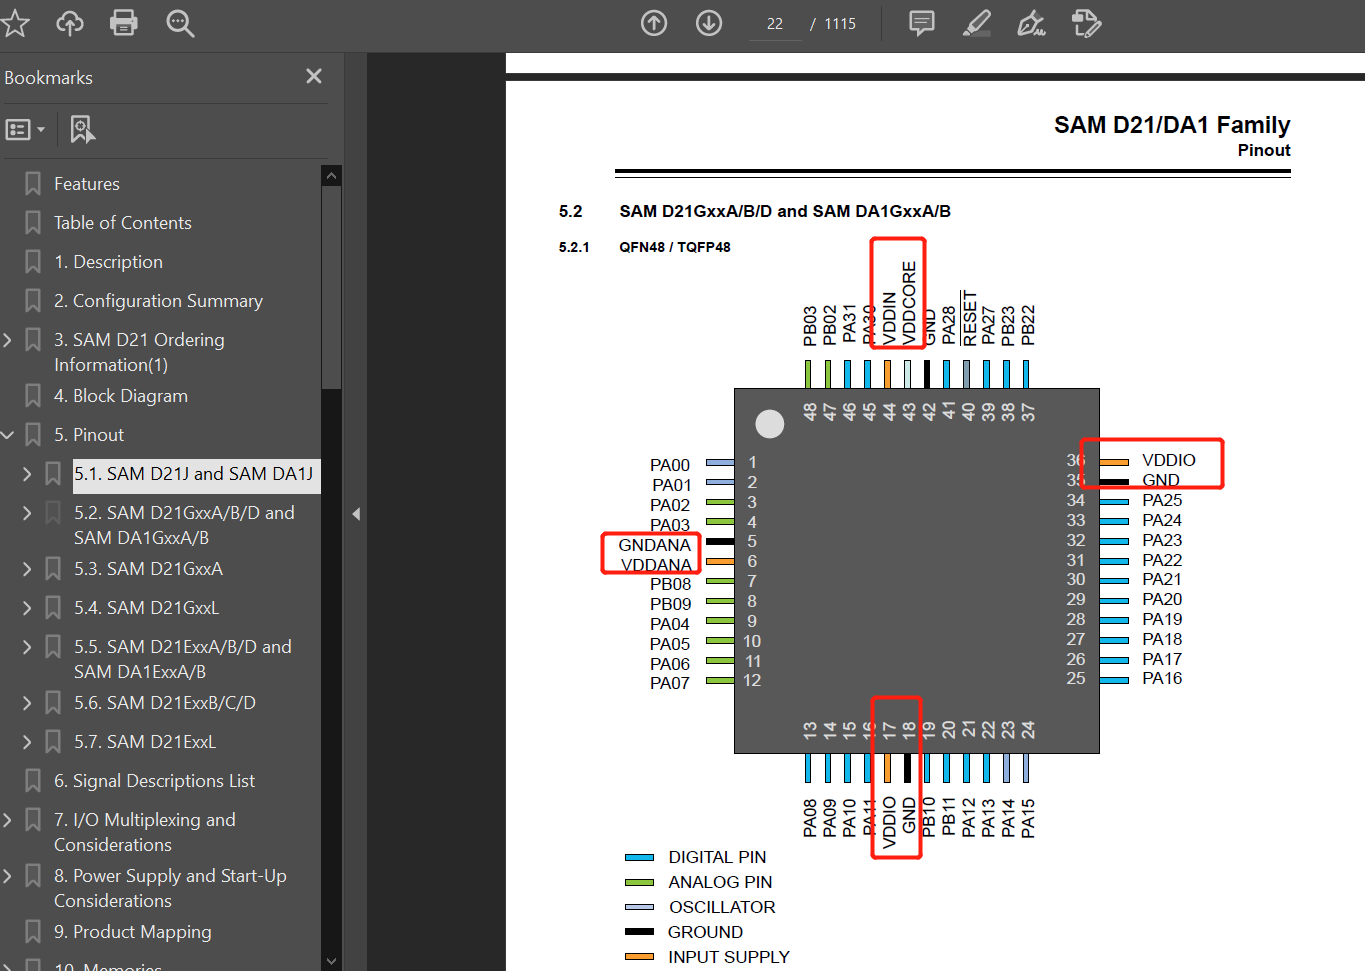 22 / 1115
Bookmarks
Features
Table of Contents
1. Description
2. Configuration Summary
3. SAM D21 Ordering
Information(1)
4. Block Diagram
5. Pinout
5.1. SAM D21J and SAM DA1J
5.2. SAM D21GxxA/B/D and
SAM DA1GxxA/B
5.3. SAM D21GxxA
5.4. SAM D21GxxL
5.5. SAM D21ExxA/B/D and
SAM DA1ExxA/B
5.6. SAM D21ExxB/C/D
5.7. SAM D21ExxL
6. Signal Descriptions List
7. I/O Multiplexing and
Considerations
8. Power Supply and Start-Up
Considerations
9. Product Mapping
10. Memories
SAM D21/DA1 Family
Pinout
5.2 SAM D21GxxA/B/D and SAM DA1GxxA/B
5.2.1 QFN48 / TQFP48
PB03
PB02
PA31
PA30
VDDIN
VDDCORE
GND
PA28
RESET
PA27
PB23
PB22
48
47
46
45
44
43
42
41
40
39
38
37
PA00 1
PA01 2
PA02 3
PA03 4
GNDANA 5
VDDANA 6
PB08 7
PB09 8
PA04 9
PA05 10
PA06 11
PA07 12
36 VDDIO
35 GND
34 PA25
33 PA24
32 PA23
31 PA22
30 PA21
29 PA20
28 PA19
27 PA18
26 PA17
25 PA16
13
14
15
16
17
18
19
20
21
22
23
24
PA08
PA09
PA10
PA11
VDDIO
GND
PB10
PB11
PA12
PA13
PA14
PA15
DIGITAL PIN
ANALOG PIN
OSCILLATOR
GROUND
INPUT SUPPLY